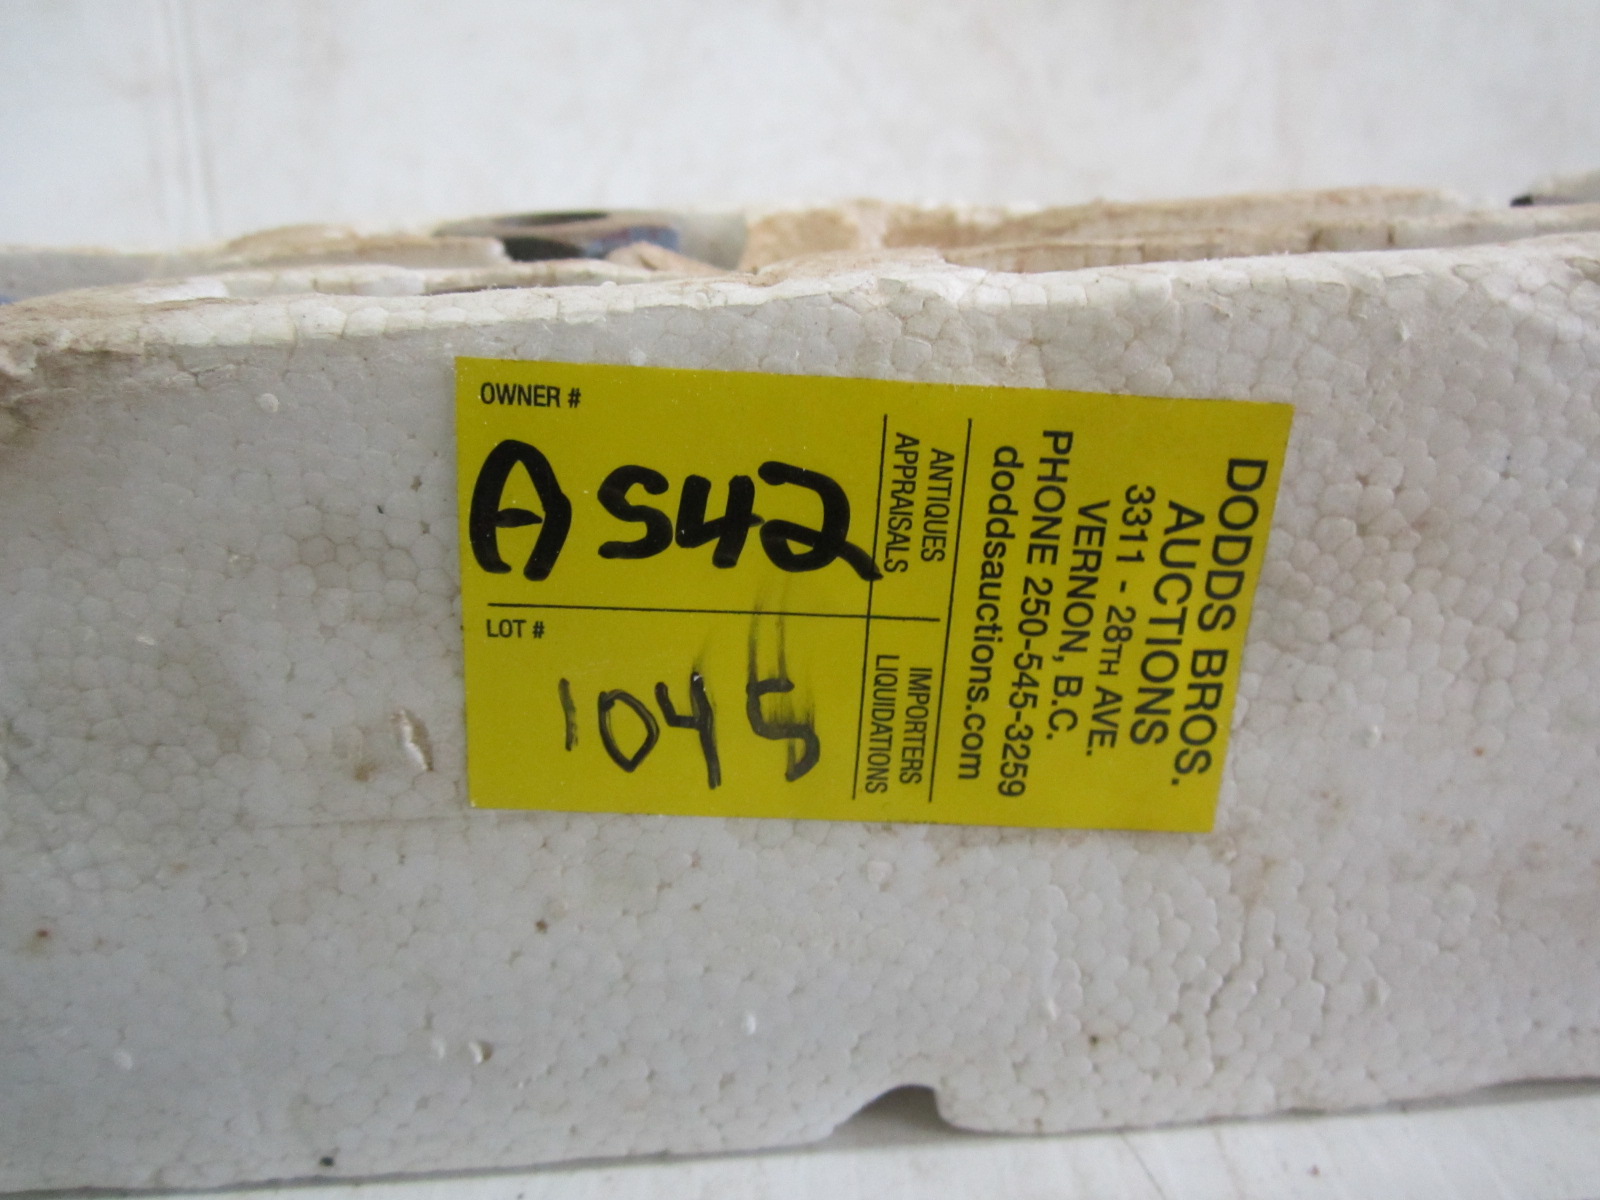 DODDS BROS.
AUCTIONS
3311 - 28TH AVE.
VERNON, B.C.
PHONE 250-545-3259
doddsauctions.com
ANTIQUES
APPRAISALS
IMPORTERS
LIQUIDATIONS
OWNER #
A542
LOT #